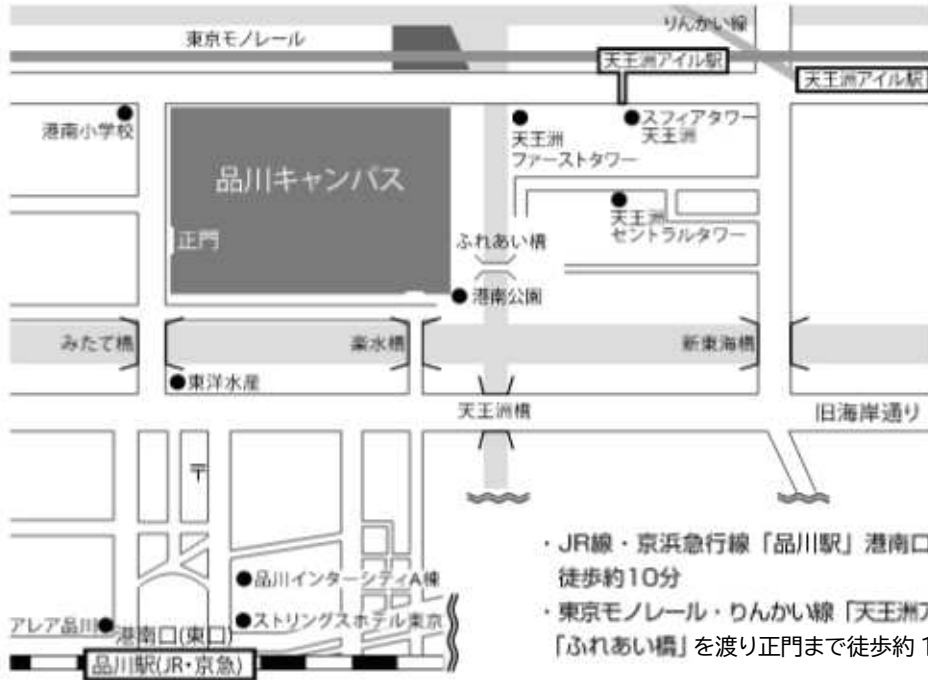 りんかい線
東京モノレール
天王洲アイル駅
天王洲アイル駅
港南小学校
天王洲
ファーストタワー
スフィアタワー
天王洲
品川キャンパス
天王洲
セントラルタワー
正門
ふれあい橋
港南公園
みたて橋
楽水橋
新東海橋
東洋水産
天王洲橋
旧海岸通り
〒
・JR線・京浜急行線「品川駅」港南口
徒歩約10分
・東京モノレール・りんかい線「天王洲ア
「ふれあい橋」を渡り正門まで徒歩約1
品川インターシティA棟
ストリングスホテル東京
アレア品川
港南口(東口)
品川駅(JR・京急)